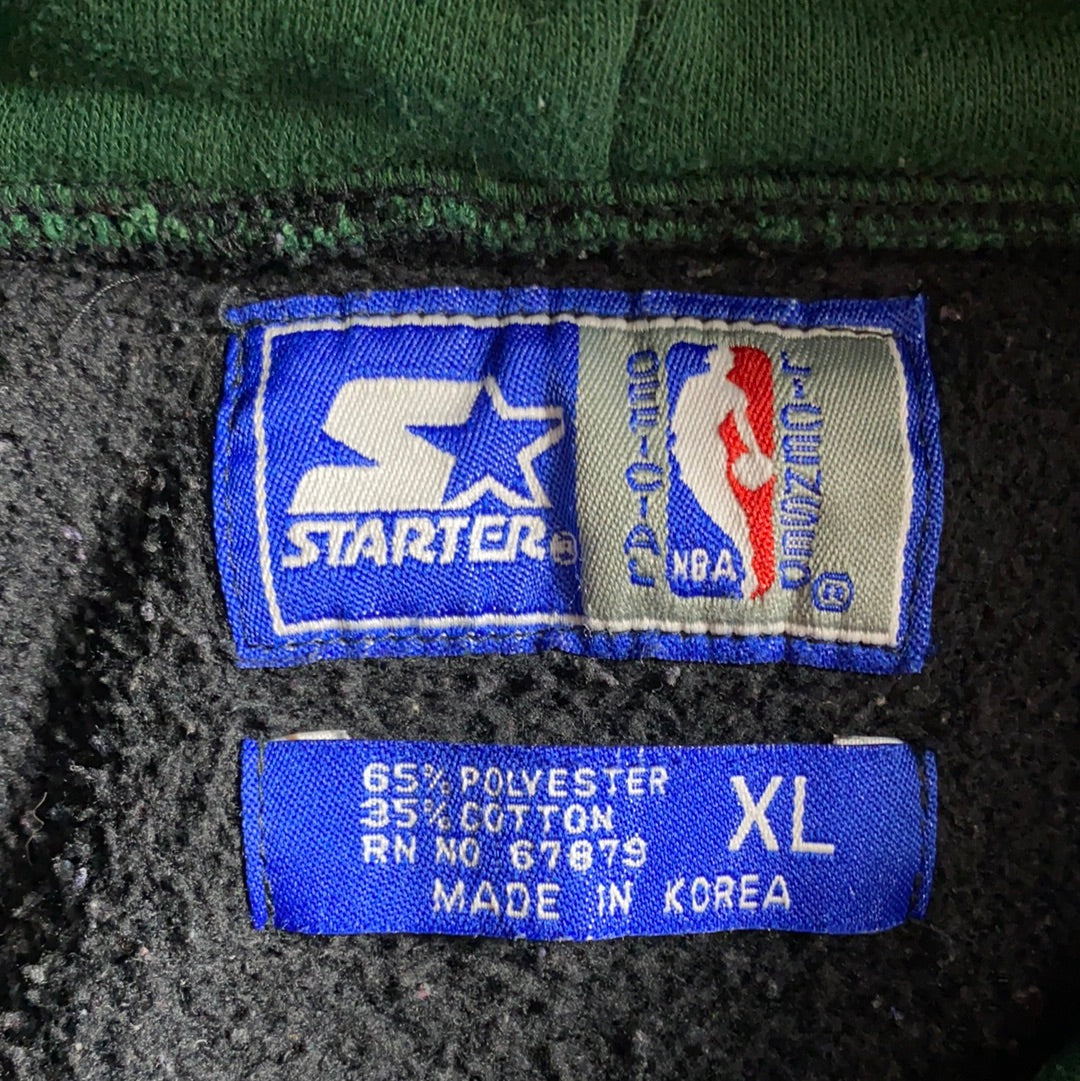 STARTER®
OFFICIAL
NBA
LICENSED
®
65% POLYESTER
35% COTTON
RN NO 67879
XL
MADE IN KOREA